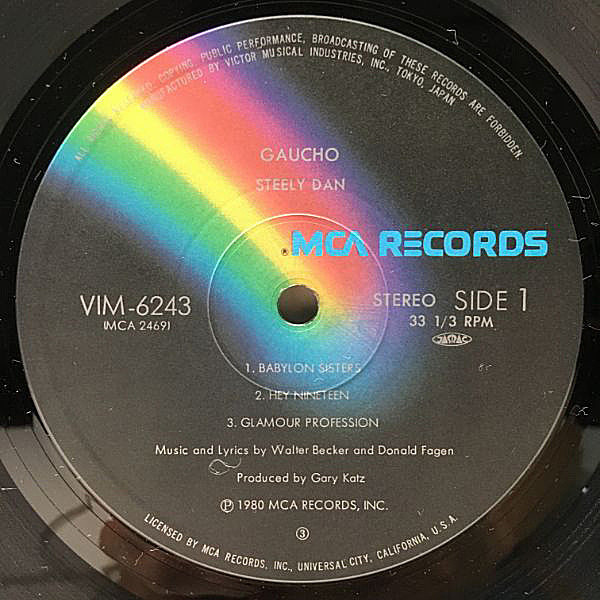 ALL RIGHTS RESERVED. COPYING, PUBLIC PERFORMANCE, BROADCASTING OF THESE RECORDS ARE FORBIDDEN.
MANUFACTURED BY VICTOR MUSICAL INDUSTRIES, INC., TOKYO, JAPAN
GAUCHO
STEELY DAN
® MCA RECORDS
VIM-6243
(MCA 2469)
STEREO SIDE 1
33 1/3 RPM
JASRAC
1. BABYLON SISTERS
2. HEY NINETEEN
3. GLAMOUR PROFESSION
Music and Lyrics by Walter Becker and Donald Fagen
Produced by Gary Katz
℗ 1980 MCA RECORDS, INC.
③
LICENSED BY MCA RECORDS, INC., UNIVERSAL CITY, CALIFORNIA, U.S.A.